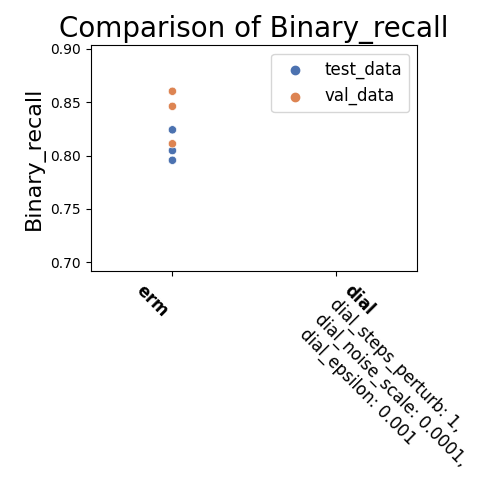 Comparison of Binary_recall
0.90
0.85
0.80
0.75
0.70
Binary_recall
test_data
val_data
erm
dial
dial_steps_perturb: 1,
dial_noise_scale: 0.0001,
dial_epsilon: 0.001